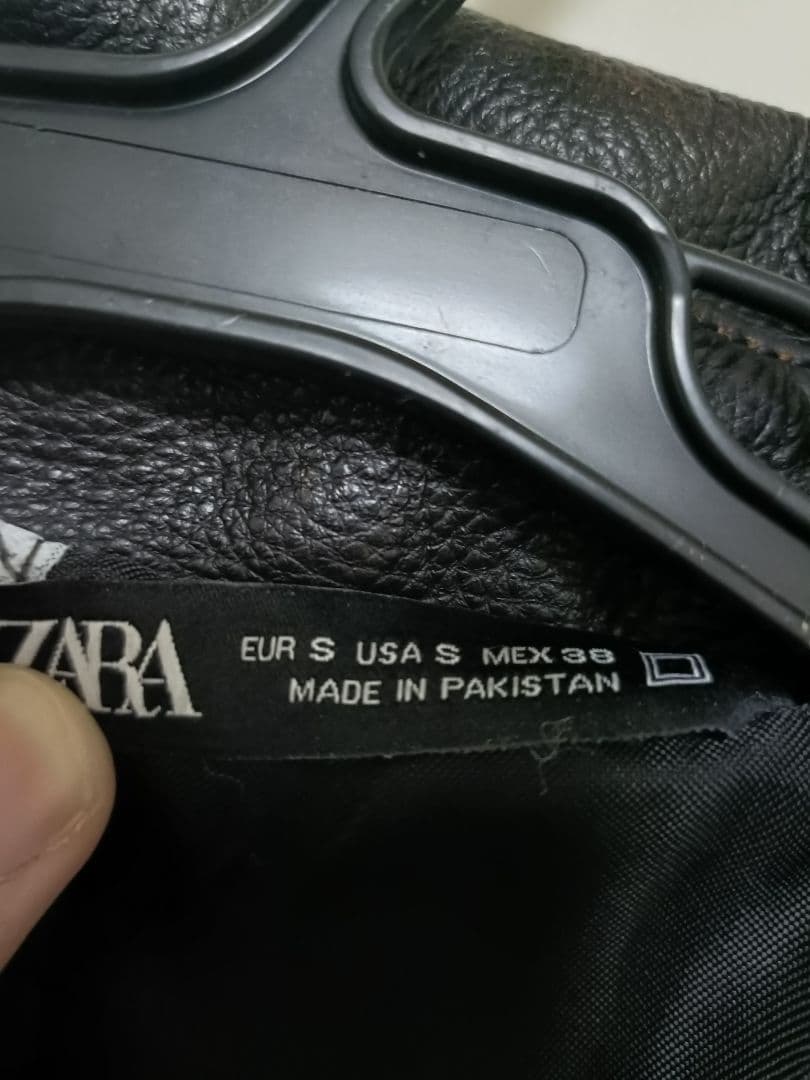 ZARA
EUR S USA S MEX 38
MADE IN PAKISTAN